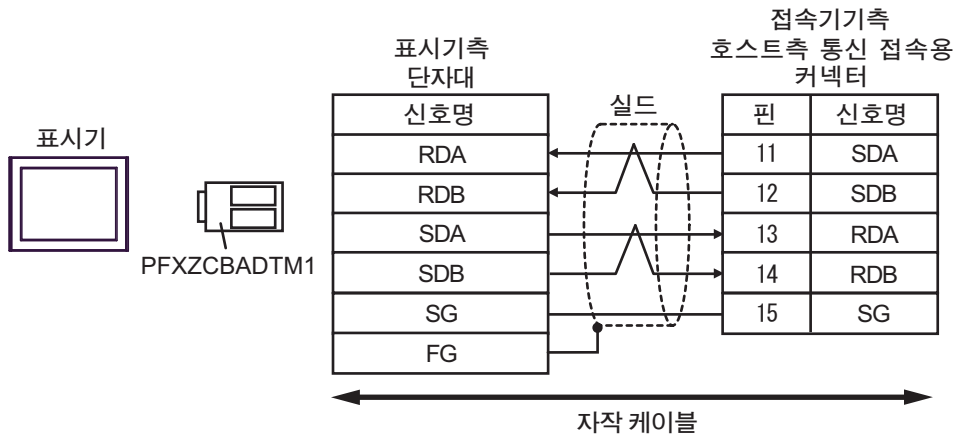 표시기
PFXZCBADTM1
표시기측
단자대
신호명
RDA
RDB
SDA
SDB
SG
FG
실드
접속기기측
호스트측 통신 접속용
커넥터
핀 신호명
11 SDA
12 SDB
13 RDA
14 RDB
15 SG
자작 케이블